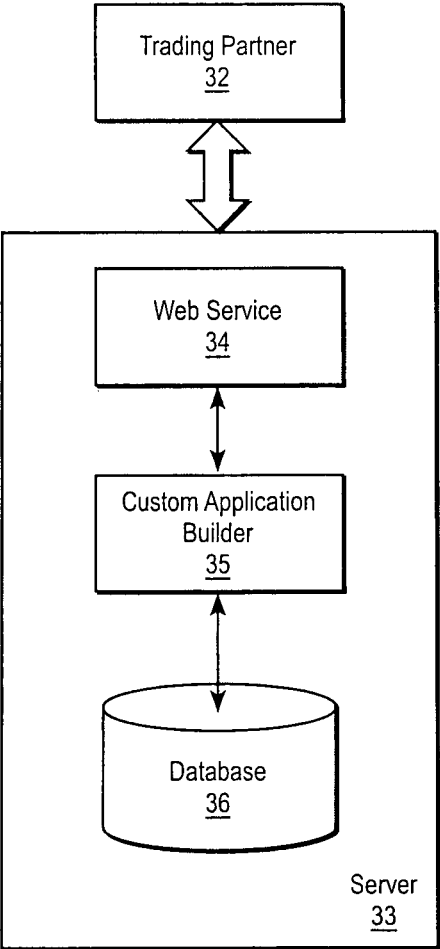 Trading Partner
32
Web Service
34
Custom Application
Builder
35
Database
36
Server
33